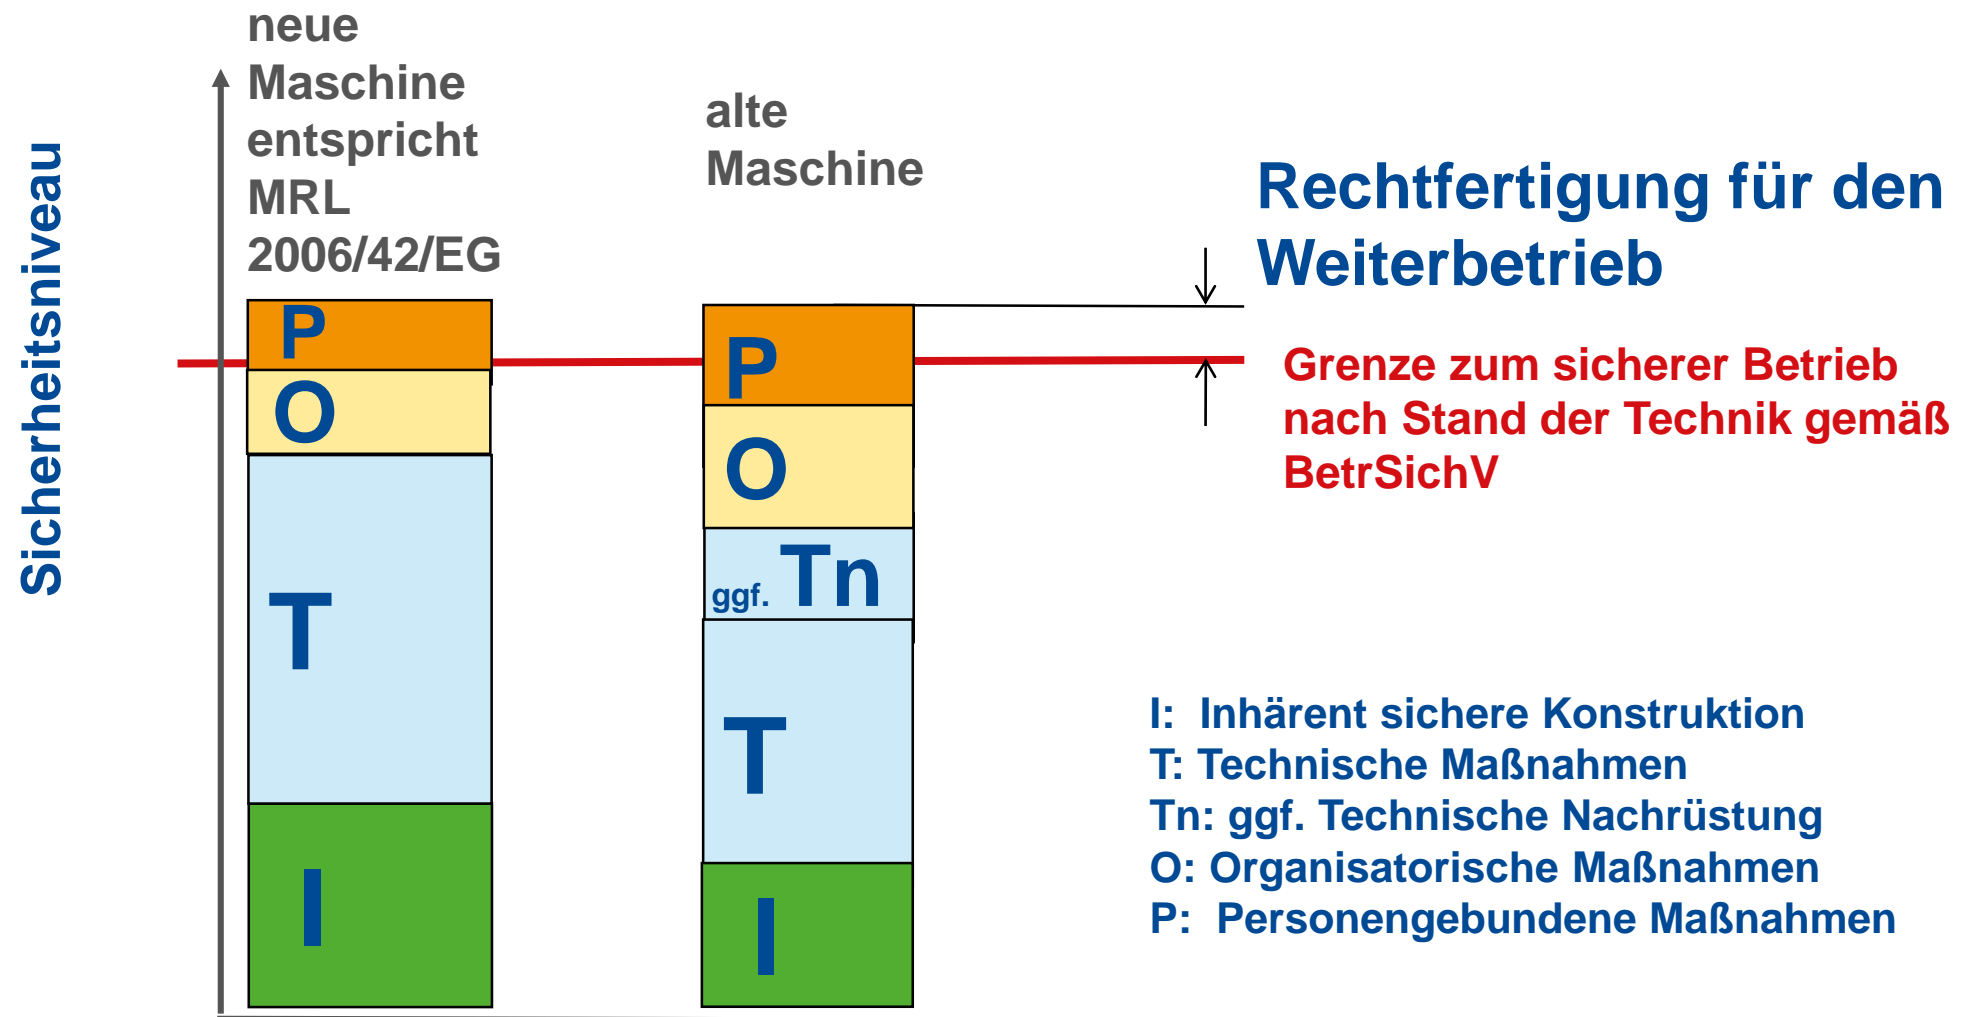 Sicherheitsniveau
neue
Maschine
entspricht
MRL
2006/42/EG
alte
Maschine
Rechtfertigung für den
Weiterbetrieb
Grenze zum sicherer Betrieb
nach Stand der Technik gemäß
BetrSichV
P
O
T
I
P
O
ggf. Tn
T
I
I: Inhärent sichere Konstruktion
T: Technische Maßnahmen
Tn: ggf. Technische Nachrüstung
O: Organisatorische Maßnahmen
P: Personengebundene Maßnahmen